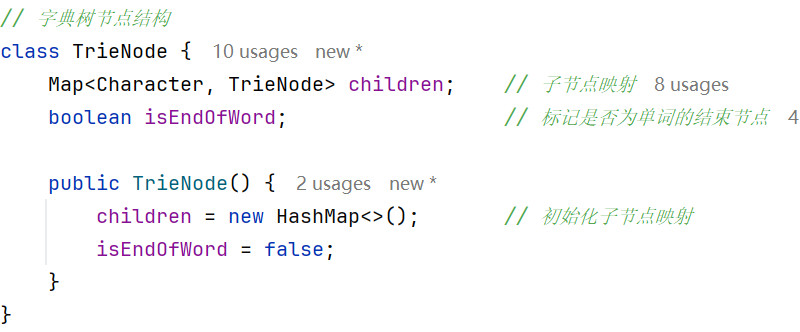 // 字典树节点结构
class TrieNode { 10 usages new *
Map<Character, TrieNode> children; // 子节点映射 8 usages
boolean isEndOfWord; // 标记是否为单词的结束节点 4
public TrieNode() { 2 usages new *
children = new HashMap<>(); // 初始化子节点映射
isEndOfWord = false;
}
}